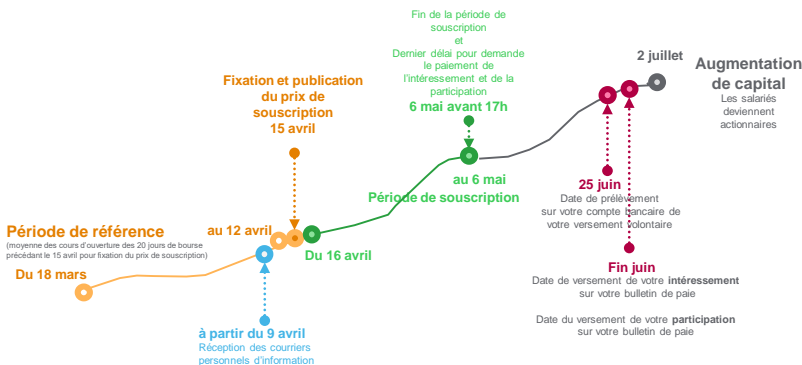 Fin de la période de
souscription
et
Dernier délai pour demande
le paiement de
l'intéressement et de la
participation
6 mai avant 17h
2 juillet
Augmentation
de capital
Les salariés
deviennent
actionnaires
Fixation et publication
du prix de
souscription
15 avril
au 6 mai
Période de souscription
25 juin
Date de prélèvement
sur votre compte bancaire de
votre versement volontaire
Période de référence
(moyenne des cours d'ouverture des 20 jours de bourse
précédant le 15 avril pour fixation du prix de souscription)
au 12 avril
Du 18 mars
Du 16 avril
Fin juin
Date de versement de votre intéressement
sur votre bulletin de paie
Date du versement de votre participation
sur votre bulletin de paie
à partir du 9 avril
Réception des courriers
personnels d'information